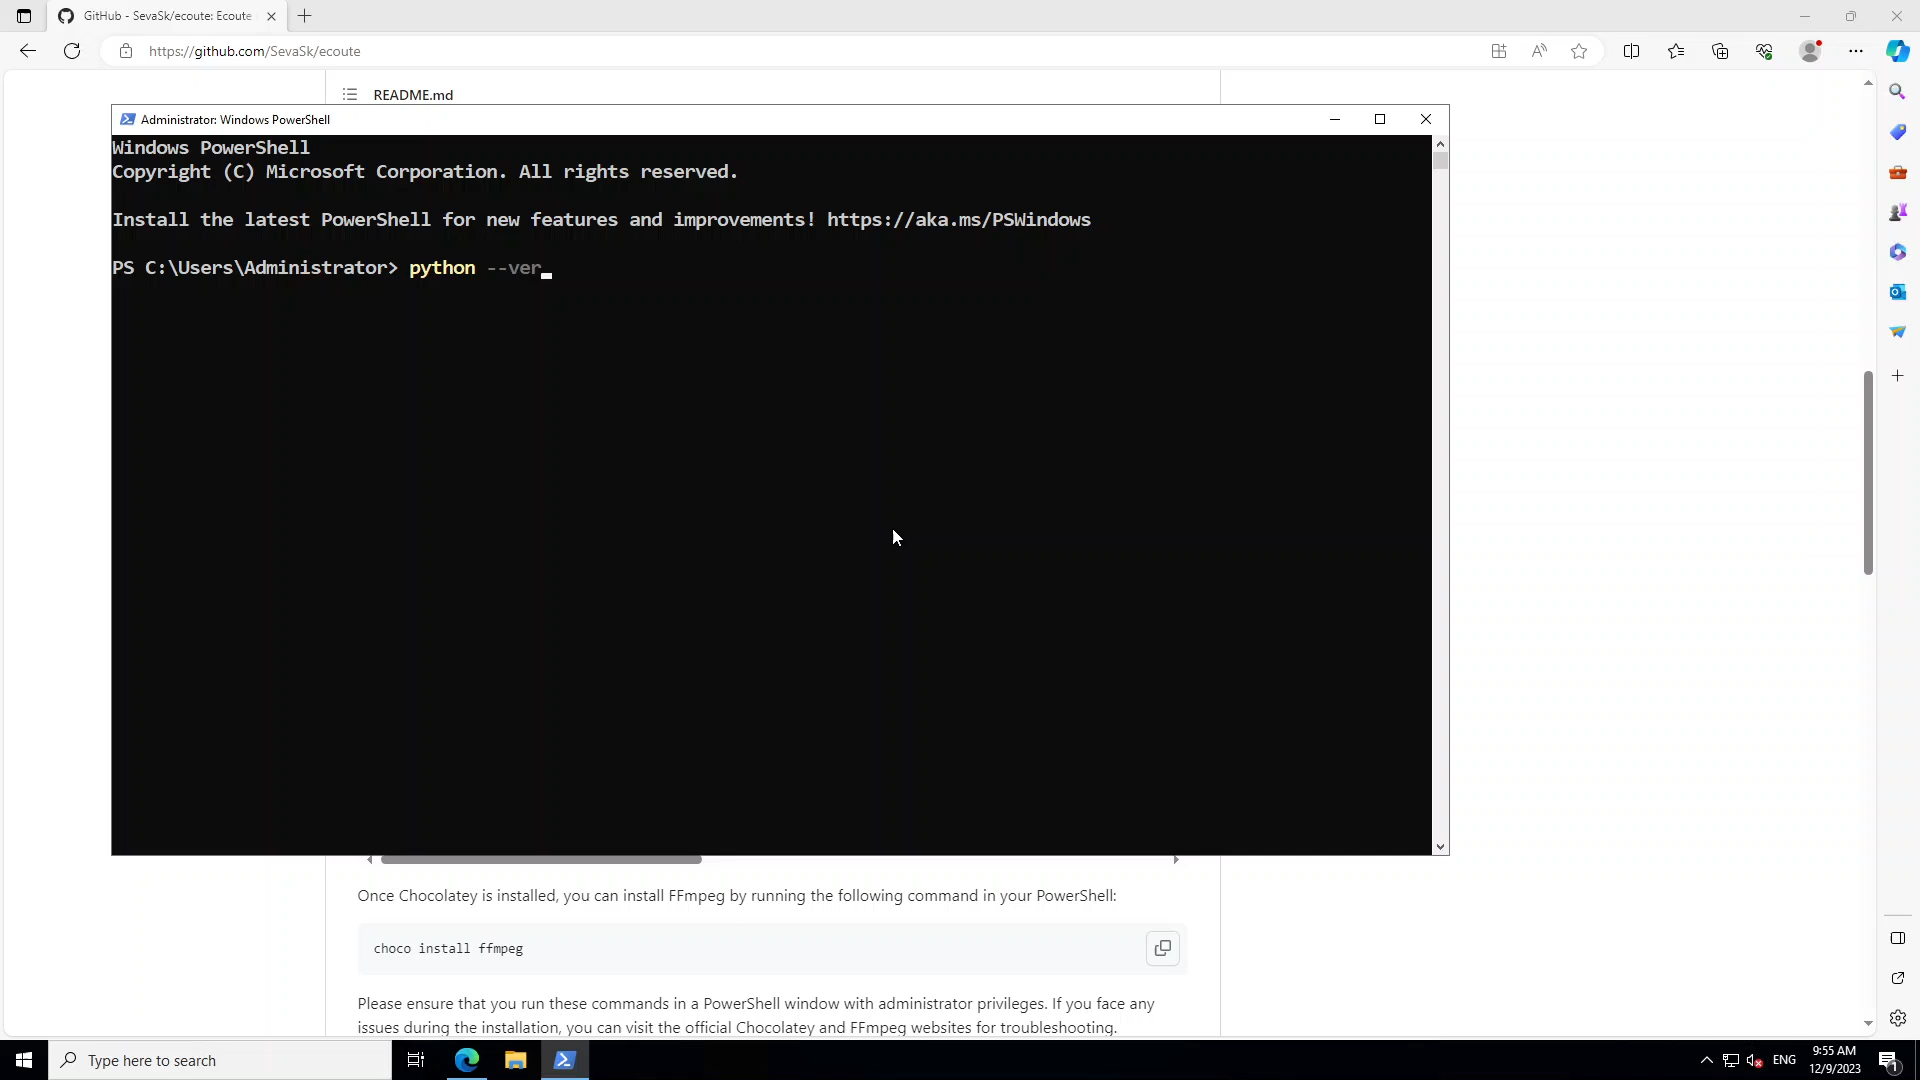 GitHub - SevaSk/ecoute: Ecoute
https://github.com/SevaSk/ecoute
README.md
Administrator: Windows PowerShell
Windows PowerShell
Copyright (C) Microsoft Corporation. All rights reserved.
Install the latest PowerShell for new features and improvements! https://aka.ms/PSWindows
PS C:\Users\Administrator> python --ver
Once Chocolatey is installed, you can install FFmpeg by running the following command in your PowerShell:
choco install ffmpeg
Please ensure that you run these commands in a PowerShell window with administrator privileges. If you face any
issues during the installation, you can visit the official Chocolatey and FFmpeg websites for troubleshooting.
Type here to search
ENG
9:55 AM
12/9/2023
1